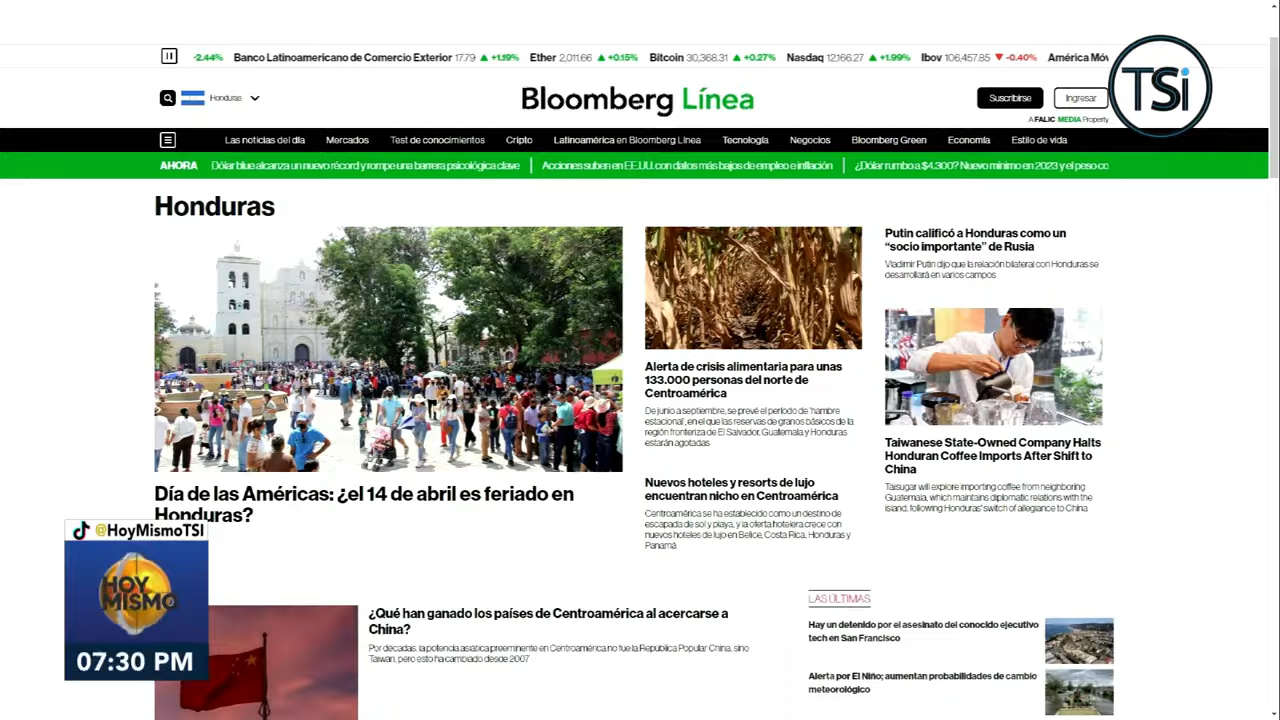 -2.44% Banco Latinoamericano de Comercio Exterior 17.79 ▲ +1.19% Ether 2,011.66 ▲ +0.15% Bitcoin 30,368.31 ▲ +0.27% Nasdaq 12,166.27 ▲ +1.99% Ibov 106,457.85 ▼ -0.40% América Móv
TSi
Honduras
Bloomberg Línea
Suscribirse
Ingresar
A FALIC MEDIA Property
Las noticias del día Mercados Test de conocimientos Cripto Latinoamérica en Bloomberg Línea Tecnología Negocios Bloomberg Green Economía Estilo de vida
AHORA Dólar blue alcanza un nuevo récord y rompe una barrera psicológica clave | Acciones suben en EE.UU. con datos más bajos de empleo e inflación | ¿Dólar rumbo a $4.300? Nuevo mínimo en 2023 y el peso co
Honduras
Día de las Américas: ¿el 14 de abril es feriado en
Honduras?
Alerta de crisis alimentaria para unas
133.000 personas del norte de
Centroamérica
De junio a septiembre, se prevé el período de 'hambre
estacional', en el que las reservas de granos básicos de la
región fronteriza de El Salvador, Guatemala y Honduras
estarán agotadas
Nuevos hoteles y resorts de lujo
encuentran nicho en Centroamérica
Centroamérica se ha establecido como un destino de
escapada de sol y playa, y la oferta hotelera crece con
nuevos hoteles de lujo en Belice, Costa Rica, Honduras y
Panamá
Putin calificó a Honduras como un
“socio importante” de Rusia
Vladimir Putin dijo que la relación bilateral con Honduras se
desarrollará en varios campos
Taiwanese State-Owned Company Halts
Honduran Coffee Imports After Shift to
China
Taisugar will explore importing coffee from neighboring
Guatemala, which maintains diplomatic relations with the
island, following Honduras' switch of allegiance to China
@HoyMismoTSI
HOY
MISMO
07:30 PM
¿Qué han ganado los países de Centroamérica al acercarse a
China?
Por décadas, la potencia asiática preeminente en Centroamérica no fue la República Popular China, sino
Taiwan, pero esto ha cambiado desde 2007
LAS ÚLTIMAS
Hay un detenido por el asesinato del conocido ejecutivo
tech en San Francisco
Alerta por El Niño; aumentan probabilidades de cambio
meteorológico